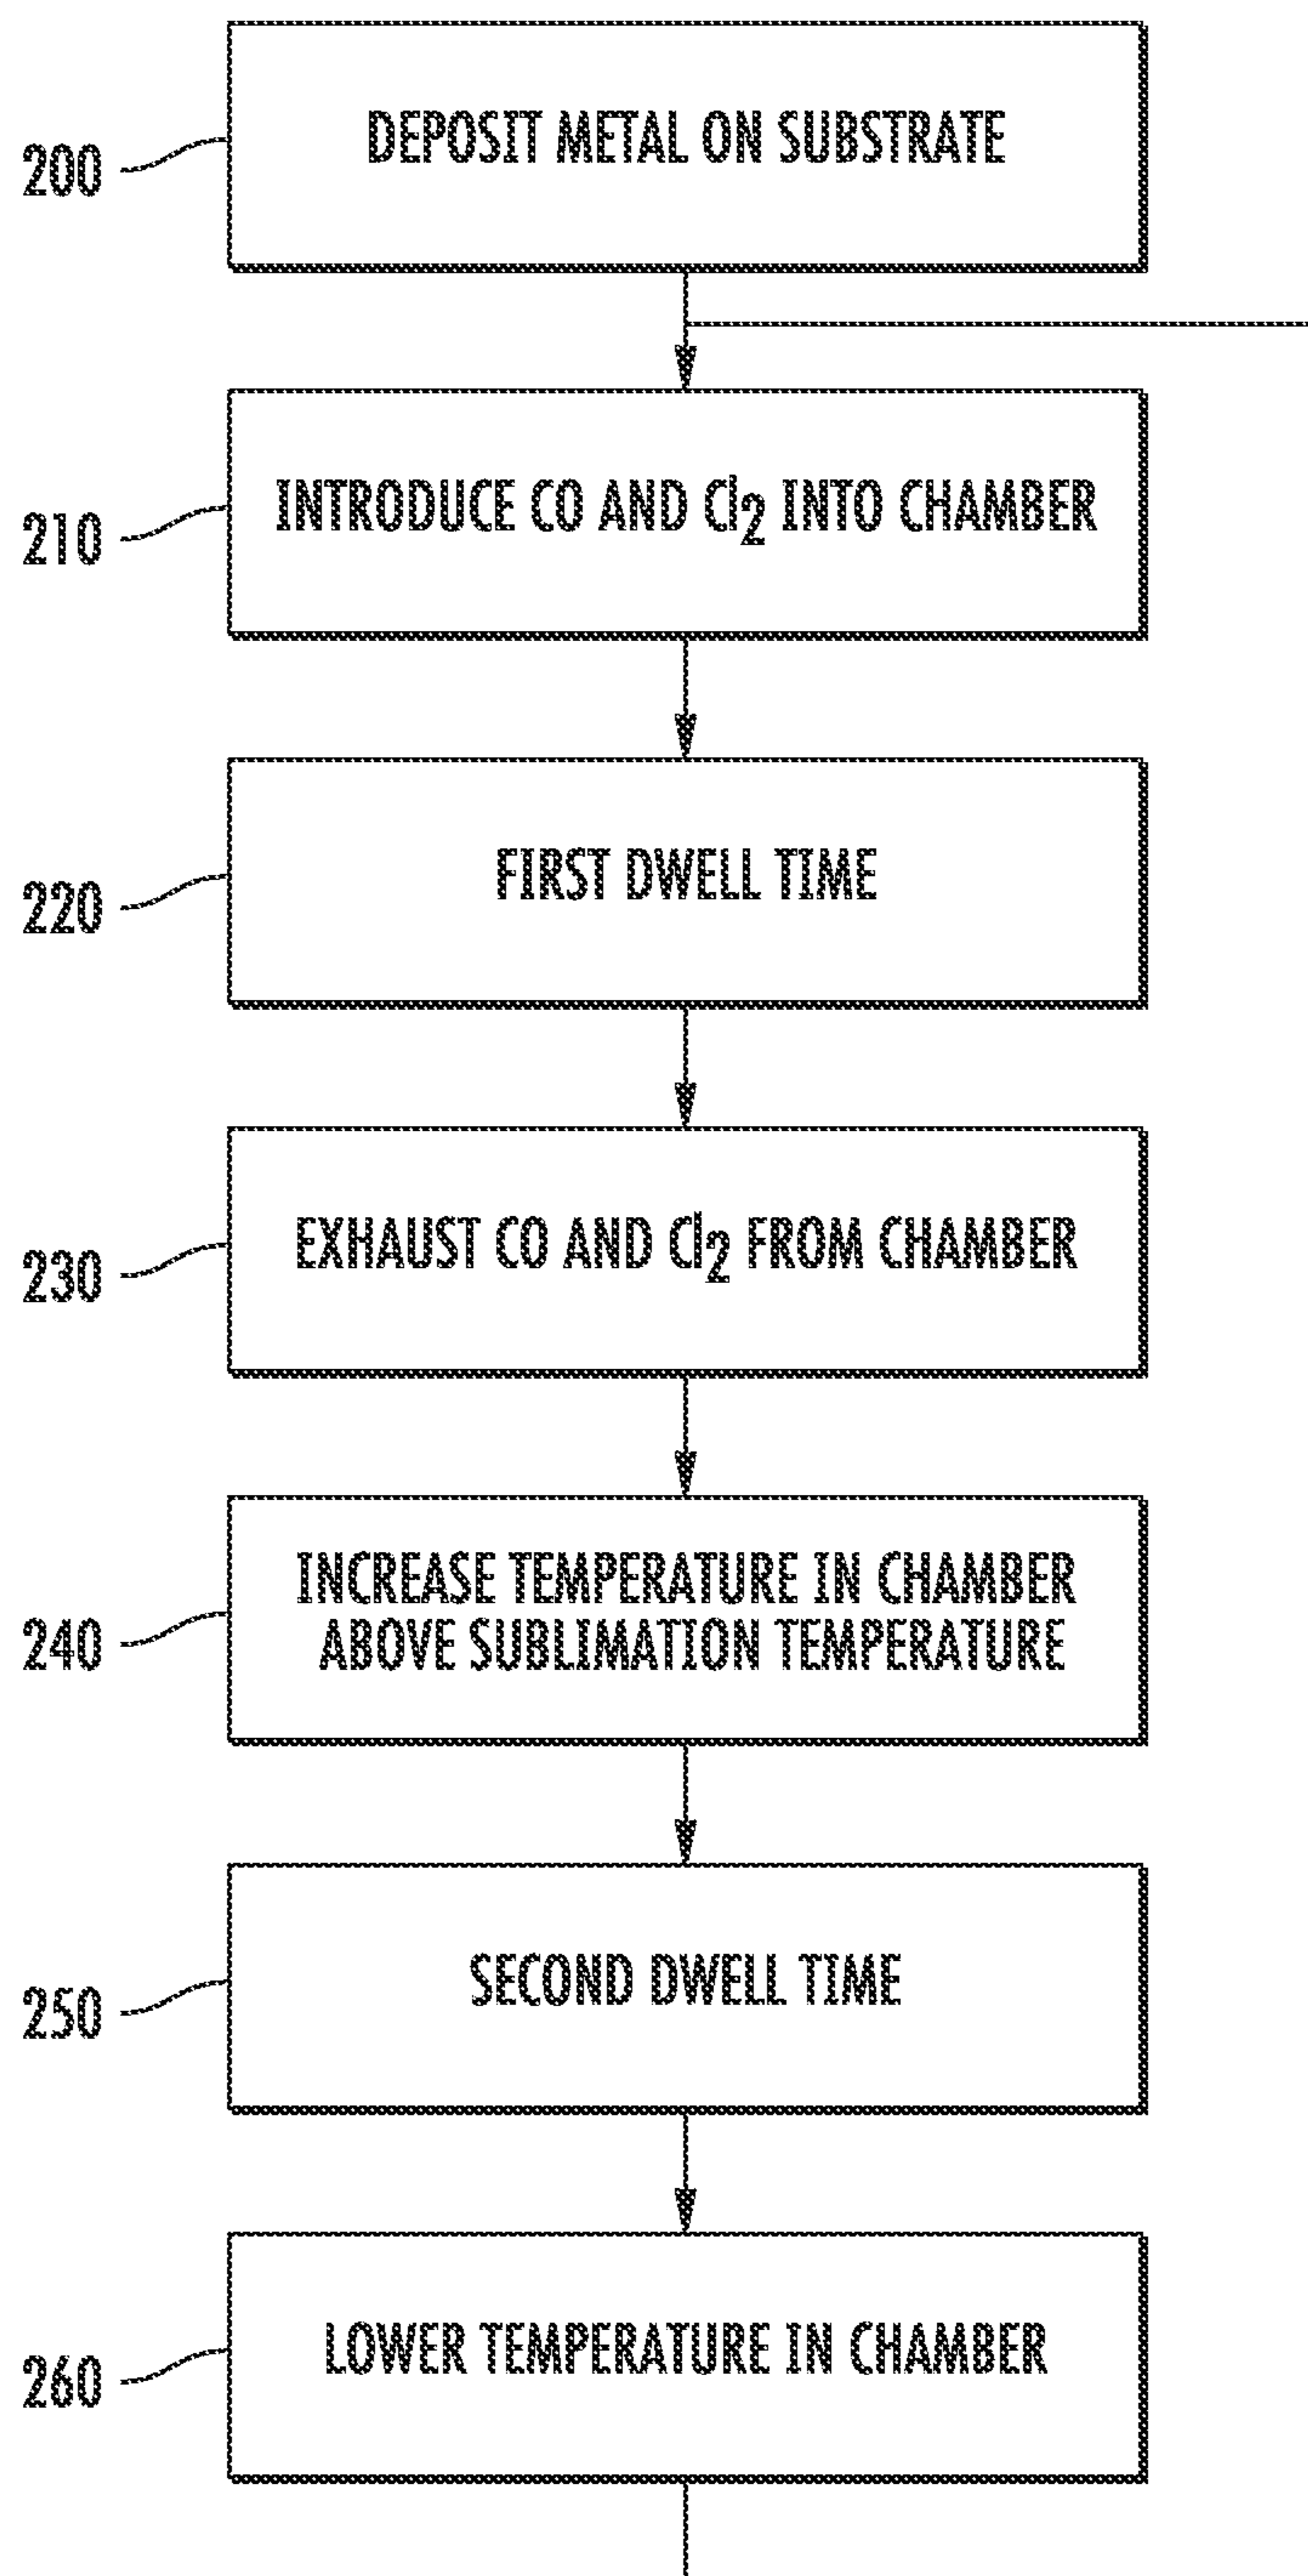 200
DEPOSIT METAL ON SUBSTRATE
210
INTRODUCE CO AND Cl₂ INTO CHAMBER
220
FIRST DWELL TIME
230
EXHAUST CO AND Cl₂ FROM CHAMBER
240
INCREASE TEMPERATURE IN CHAMBER
ABOVE SUBLIMATION TEMPERATURE
250
SECOND DWELL TIME
260
LOWER TEMPERATURE IN CHAMBER